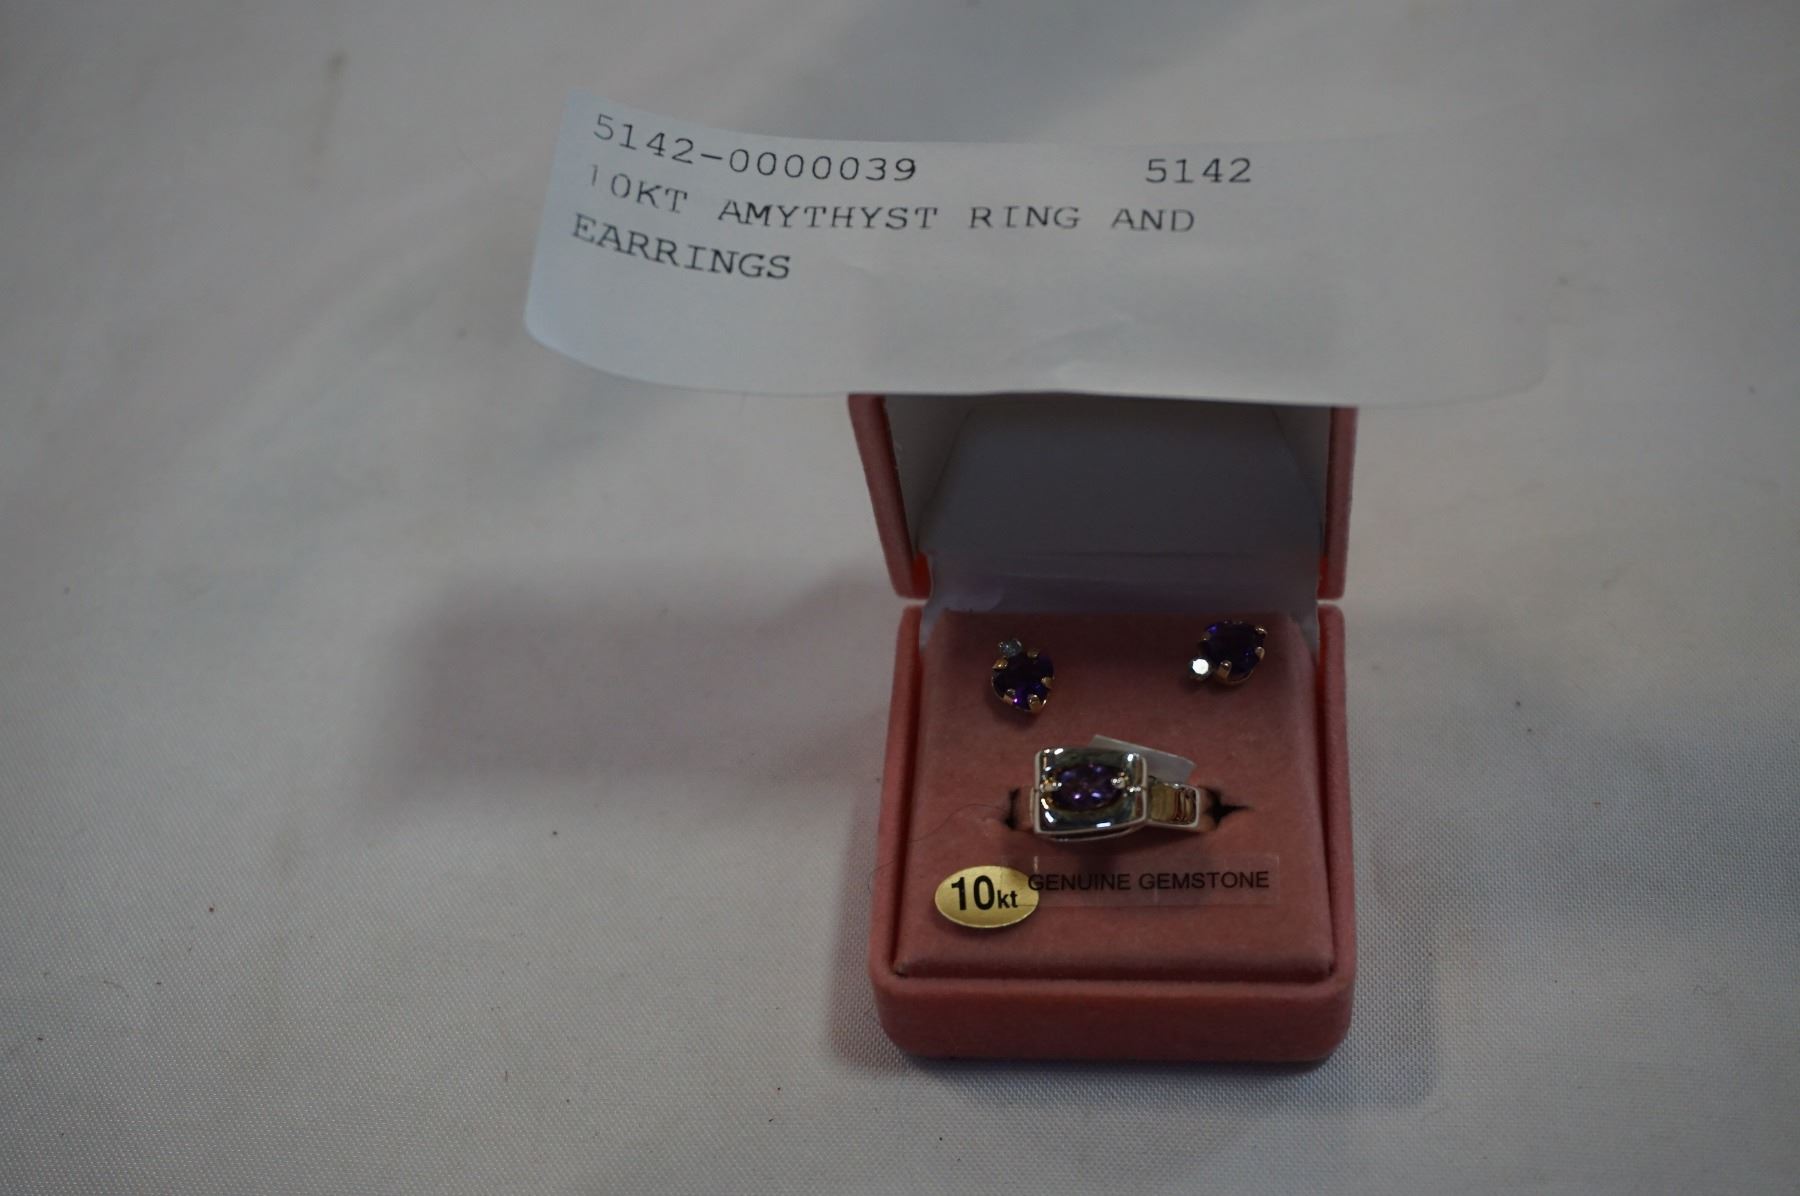 5142-0000039 5142
10KT AMYTHYST RING AND
EARRINGS
10kt GENUINE GEMSTONE